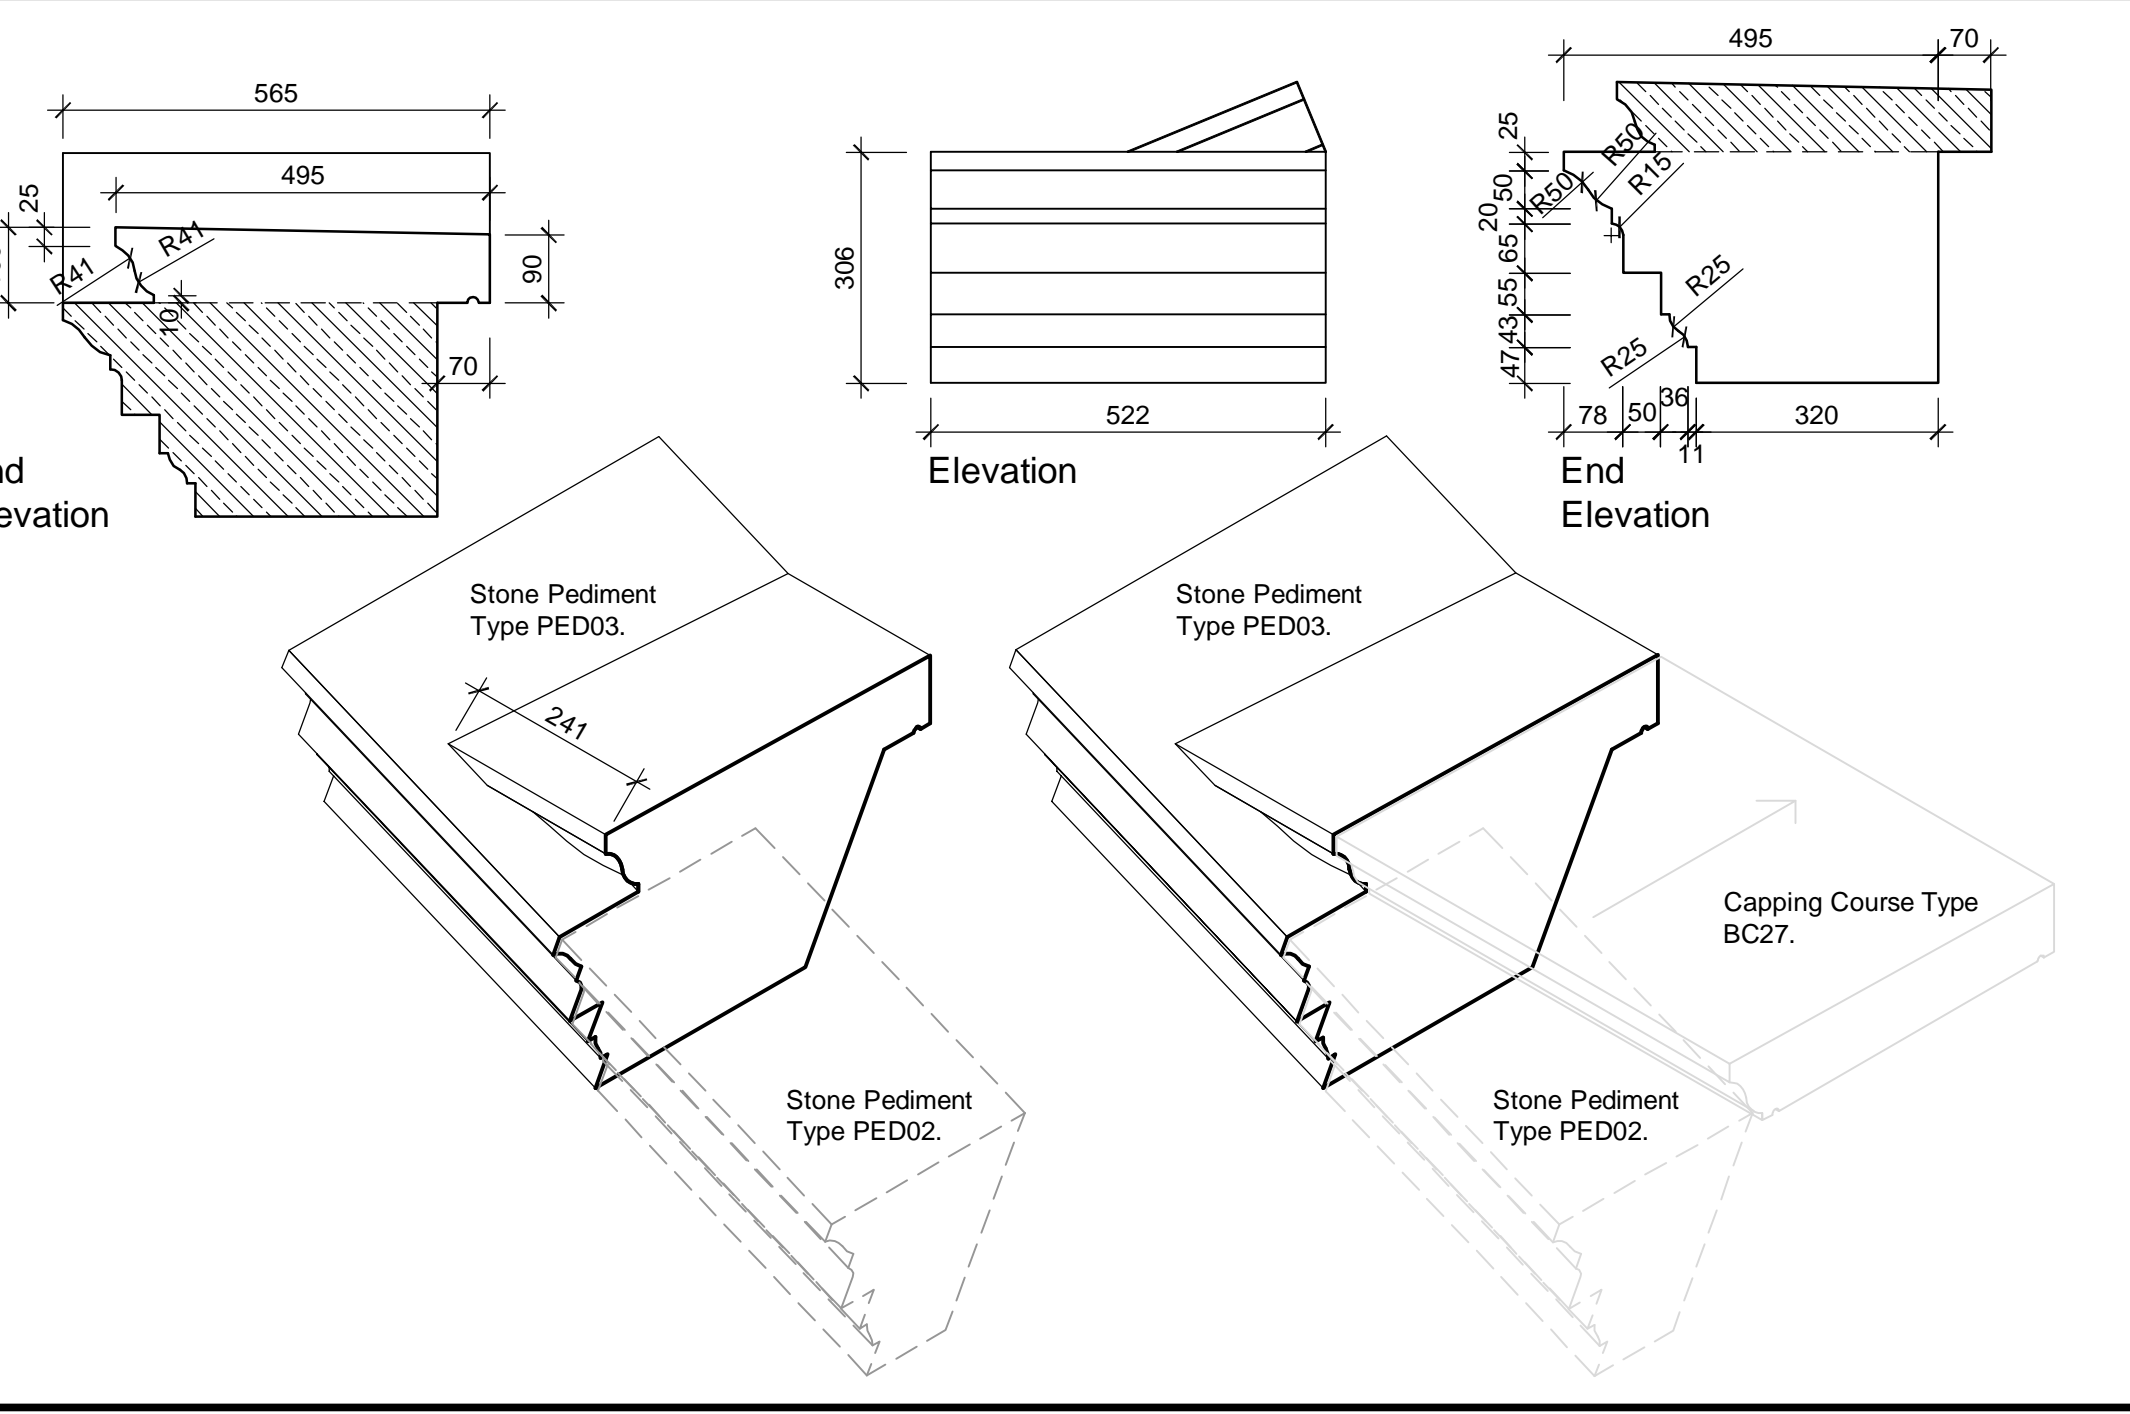 565
495
25
R41
R41
10
90
70
nd
evation
306
522
Elevation
495
70
25
50
20
65
55
43
47
R50
R50
R15
R25
R25
78
50
36
11
320
End
Elevation
Stone Pediment
Type PED03.
241
Stone Pediment
Type PED02.
Stone Pediment
Type PED03.
Capping Course Type
BC27.
Stone Pediment
Type PED02.